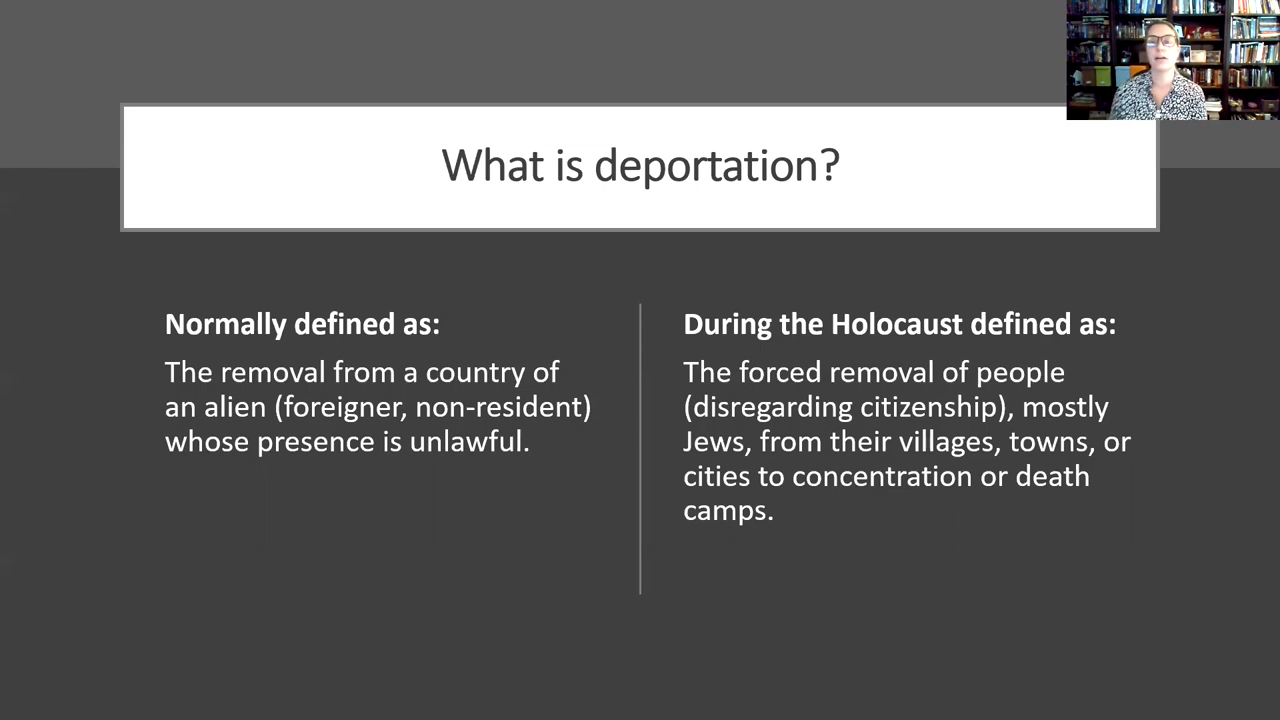 What is deportation?
Normally defined as:
The removal from a country of
an alien (foreigner, non-resident)
whose presence is unlawful.
During the Holocaust defined as:
The forced removal of people
(disregarding citizenship), mostly
Jews, from their villages, towns, or
cities to concentration or death
camps.